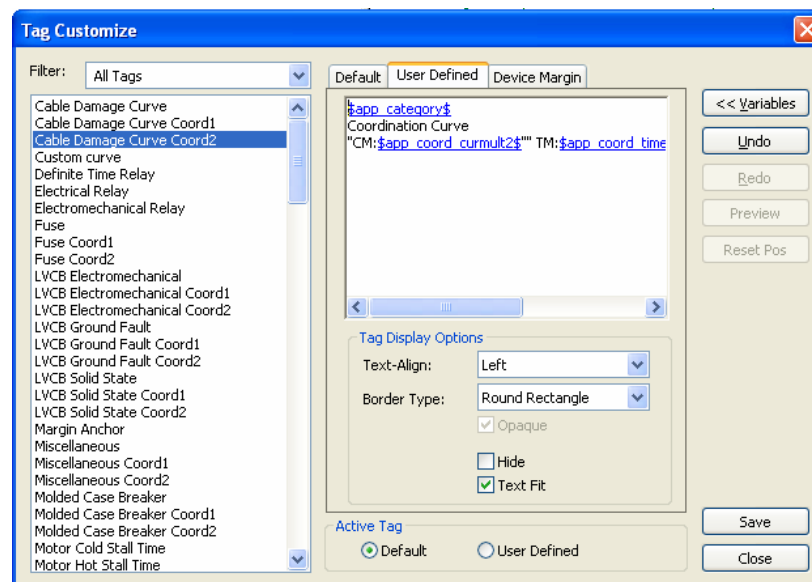 Tag Customize
Filter:
All Tags
Cable Damage Curve
Cable Damage Curve Coord1
Cable Damage Curve Coord2
Custom curve
Definite Time Relay
Electrical Relay
Electromechanical Relay
Fuse
Fuse Coord1
Fuse Coord2
LVCB Electromechanical
LVCB Electromechanical Coord1
LVCB Electromechanical Coord2
LVCB Ground Fault
LVCB Ground Fault Coord1
LVCB Ground Fault Coord2
LVCB Solid State
LVCB Solid State Coord1
LVCB Solid State Coord2
Margin Anchor
Miscellaneous
Miscellaneous Coord1
Miscellaneous Coord2
Molded Case Breaker
Molded Case Breaker Coord1
Molded Case Breaker Coord2
Motor Cold Stall Time
Motor Hot Stall Time
Default User Defined Device Margin
$app_category$
Coordination Curve
"CM:$app_coord_curmult2$"" TM:$app_coord_time
Tag Display Options
Text-Align: Left
Border Type: Round Rectangle
Opaque
Hide
Text Fit
Active Tag
Default User Defined
<< Variables
Undo
Redo
Preview
Reset Pos
Save
Close